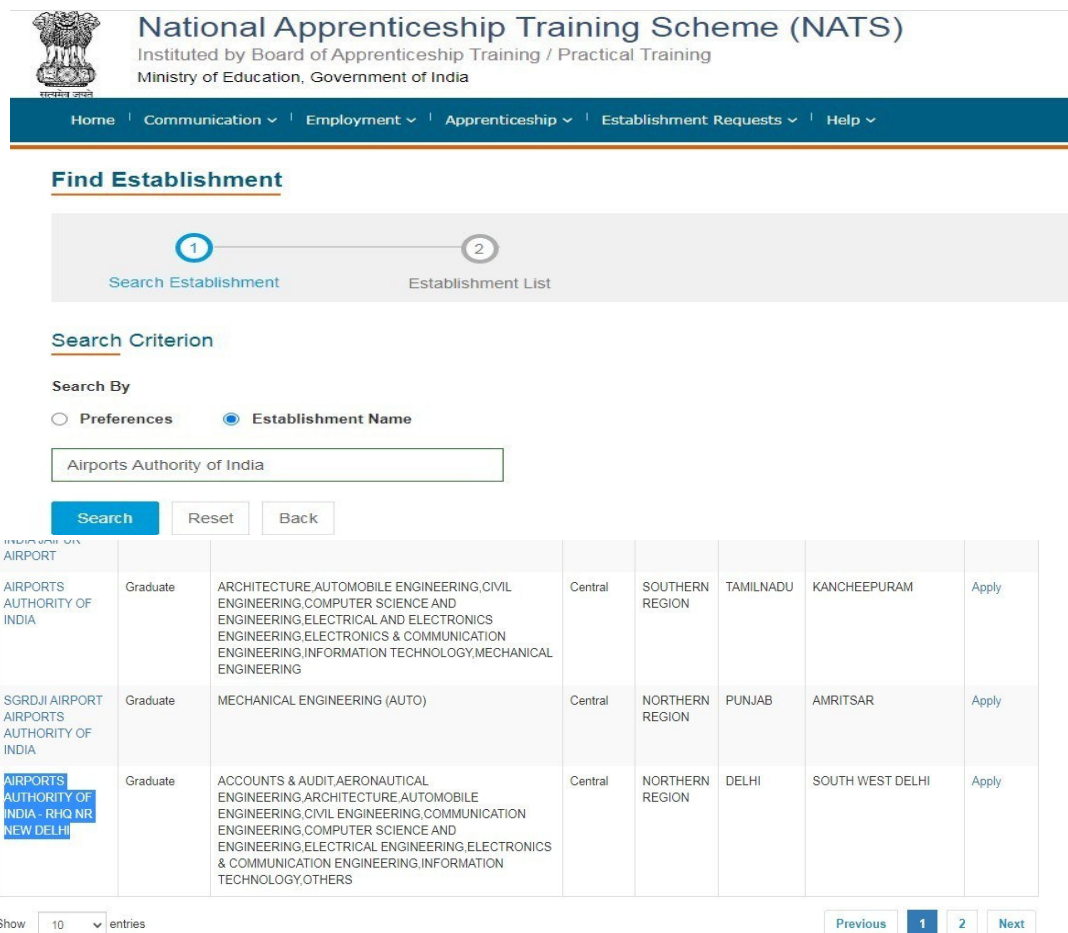 National Apprenticeship Training Scheme (NATS)
Instituted by Board of Apprenticeship Training / Practical Training
Ministry of Education, Government of India
सत्यमेव जयते
Home Communication Employment Apprenticeship Establishment Requests Help
Find Establishment
1 2
Search Establishment Establishment List
Search Criterion
Search By
Preferences Establishment Name
Airports Authority of India
Search Reset Back
INDIA JAIPUR
AIRPORT
AIRPORTS
AUTHORITY OF
INDIA
Graduate
ARCHITECTURE,AUTOMOBILE ENGINEERING,CIVIL
ENGINEERING,COMPUTER SCIENCE AND
ENGINEERING,ELECTRICAL AND ELECTRONICS
ENGINEERING,ELECTRONICS & COMMUNICATION
ENGINEERING,INFORMATION TECHNOLOGY,MECHANICAL
ENGINEERING
Central
SOUTHERN
REGION
TAMILNADU
KANCHEEPURAM
Apply
SGRDJI AIRPORT
AIRPORTS
AUTHORITY OF
INDIA
Graduate
MECHANICAL ENGINEERING (AUTO)
Central
NORTHERN
REGION
PUNJAB
AMRITSAR
Apply
AIRPORTS
AUTHORITY OF
INDIA - RHQ NR
NEW DELHI
Graduate
ACCOUNTS & AUDIT,AERONAUTICAL
ENGINEERING,ARCHITECTURE,AUTOMOBILE
ENGINEERING,CIVIL ENGINEERING,COMMUNICATION
ENGINEERING,COMPUTER SCIENCE AND
ENGINEERING,ELECTRICAL ENGINEERING,ELECTRONICS
& COMMUNICATION ENGINEERING,INFORMATION
TECHNOLOGY,OTHERS
Central
NORTHERN
REGION
DELHI
SOUTH WEST DELHI
Apply
Show 10 entries
Previous 1 2 Next